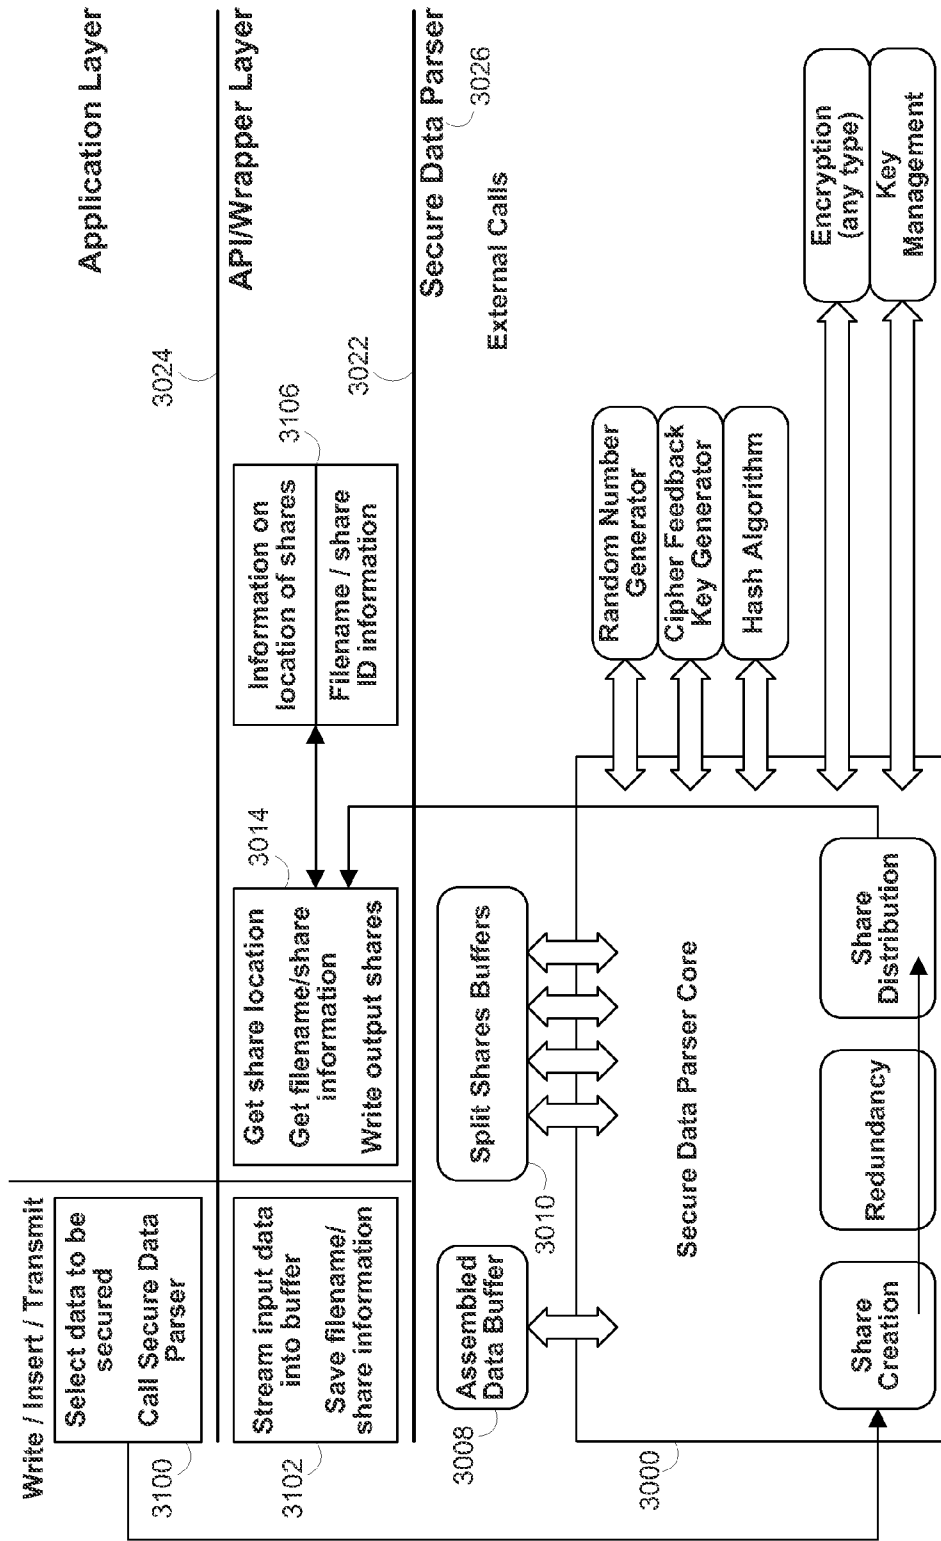 Write / Insert / Transmit
Application Layer
Select data to be
secured
Call Secure Data
Parser
3100
3024
API/Wrapper Layer
Stream input data
into buffer
Save filename/
share information
3102
Get share location
Get filename/share
information
Write output shares
3014
Information on
location of shares
Filename / share
ID information
3106
3022
Secure Data Parser
3026
External Calls
Assembled
Data Buffer
3008
Split Shares Buffers
3010
Random Number
Generator
Cipher Feedback
Key Generator
Hash Algorithm
Encryption
(any type)
Key
Management
Secure Data Parser Core
3000
Share
Creation
Redundancy
Share
Distribution